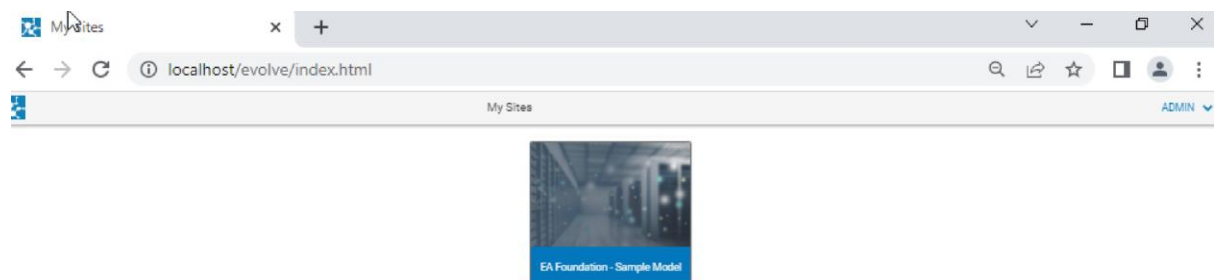 My Sites
localhost/evolve/index.html
My Sites ADMIN
EA Foundation - Sample Model